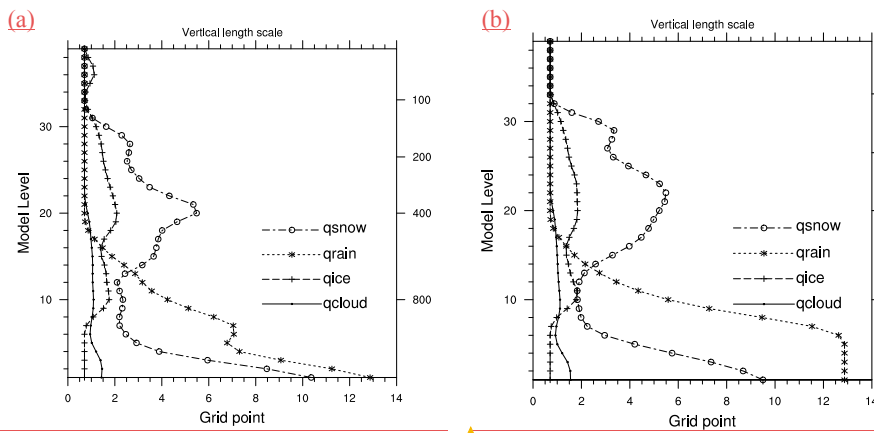 (a)
Vertical length scale
Model Level
30
20
10
100
200
400
800
qsnow
qrain
qice
qcloud
0 2 4 6 8 10 12 14
Grid point
(b)
Vertical length scale
Model Level
30
20
10
qsnow
qrain
qice
qcloud
0 2 4 6 8 10 12 14
Grid point